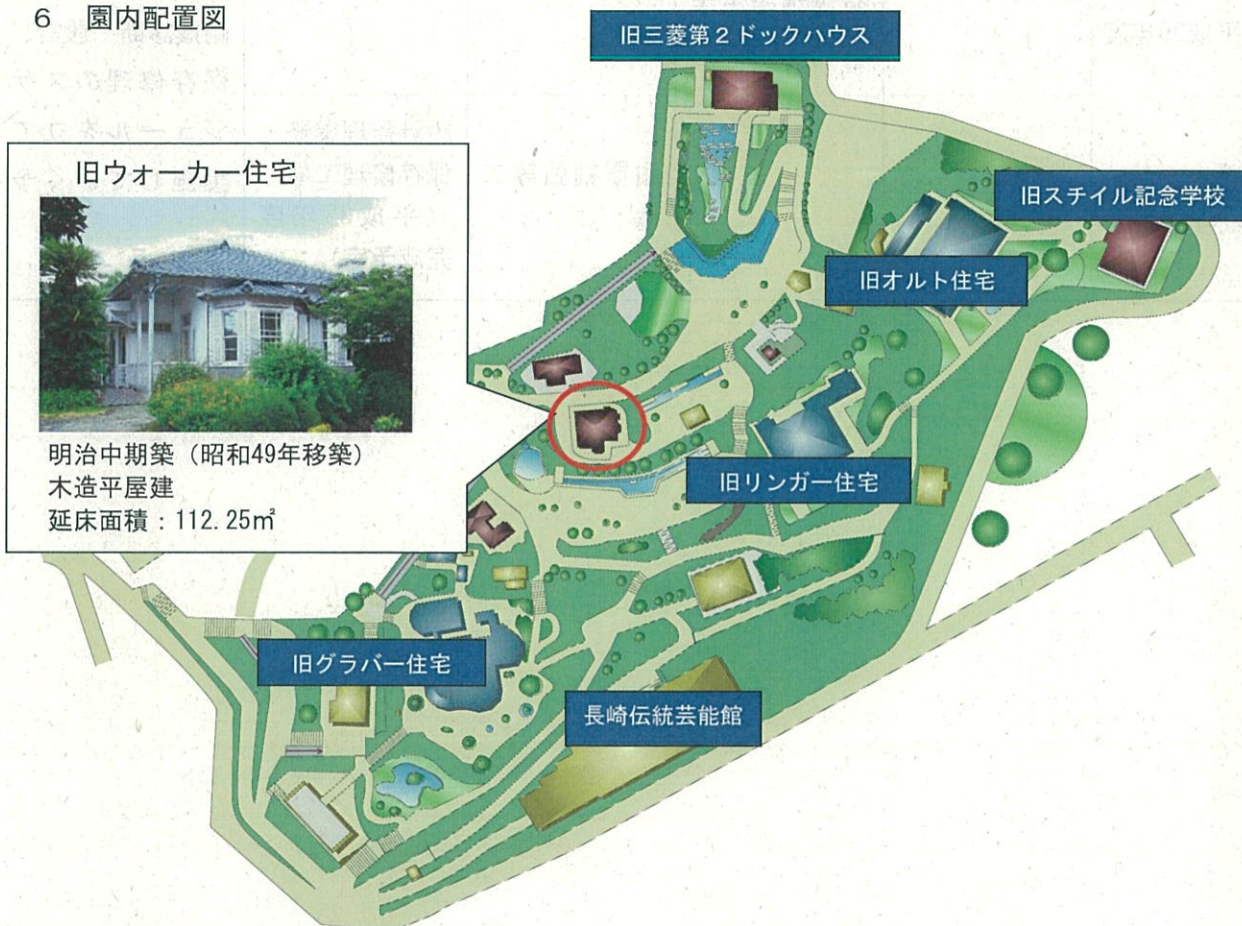 6 園内配置図
旧三菱第2ドックハウス
旧ウォーカー住宅
旧スチイル記念学校
旧オルト住宅
明治中期築(昭和49年移築)
木造平屋建
延床面積:112.25㎡
旧リンガー住宅
旧グラバー住宅
長崎伝統芸能館